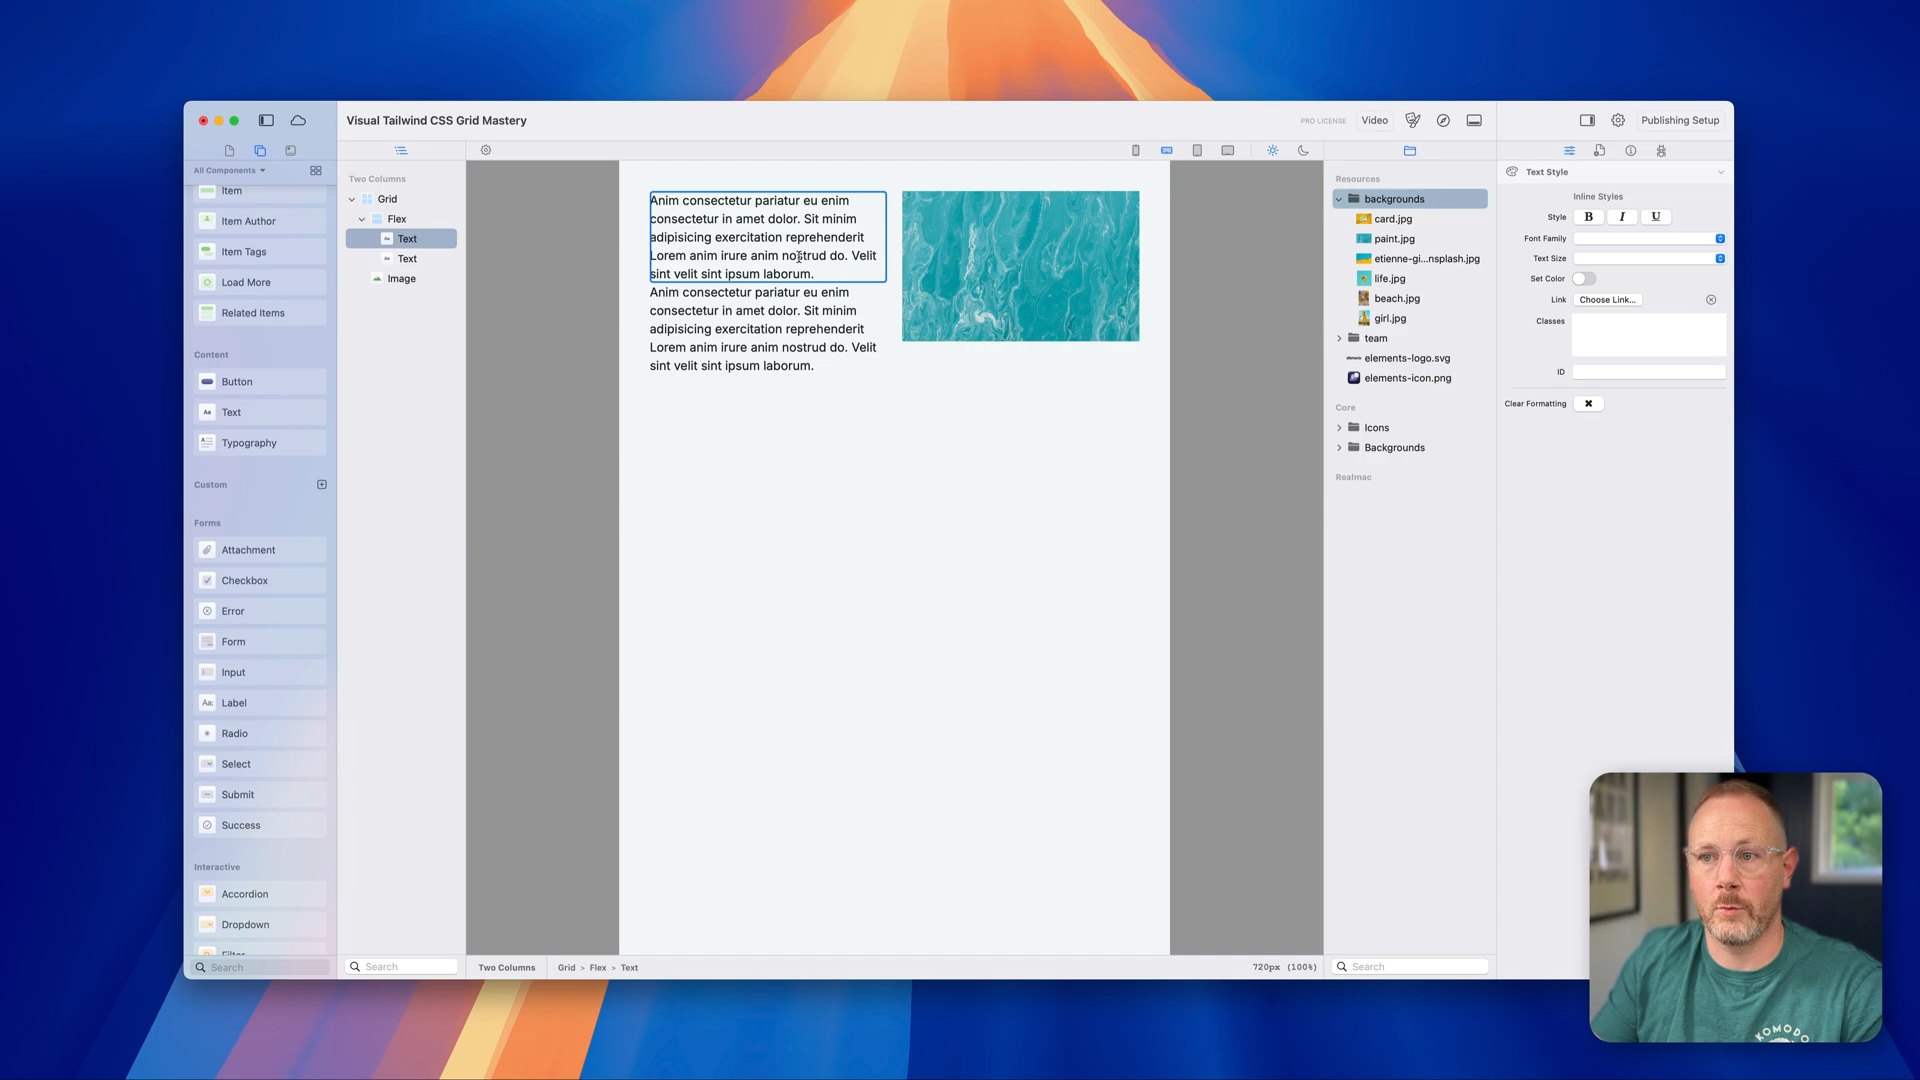 Visual Tailwind CSS Grid Mastery
PRO LICENSE
Video
Publishing Setup
All Components
Item
Item Author
Item Tags
Load More
Related Items
Content
Button
Aa Text
Typography
Custom
Forms
Attachment
Checkbox
Error
Form
Input
Aa: Label
Radio
Select
Submit
Success
Interactive
Accordion
Dropdown
Filter
Search
Two Columns
Grid
Flex
Aa Text
Aa Text
Image
Search
Anim consectetur pariatur eu enim
consectetur in amet dolor. Sit minim
adipisicing exercitation reprehenderit
Lorem anim irure anim nostrud do. Velit
sint velit sint ipsum laborum.
Anim consectetur pariatur eu enim
consectetur in amet dolor. Sit minim
adipisicing exercitation reprehenderit
Lorem anim irure anim nostrud do. Velit
sint velit sint ipsum laborum.
Two Columns
Grid > Flex > Text
720px (100%)
Resources
backgrounds
card.jpg
paint.jpg
etienne-gi...nsplash.jpg
life.jpg
beach.jpg
girl.jpg
team
elements-logo.svg
elements-icon.png
Core
Icons
Backgrounds
Realmac
Search
Text Style
Inline Styles
Style B I U
Font Family
Text Size
Set Color
Link Choose Link...
Classes
ID
Clear Formatting
KOMODO